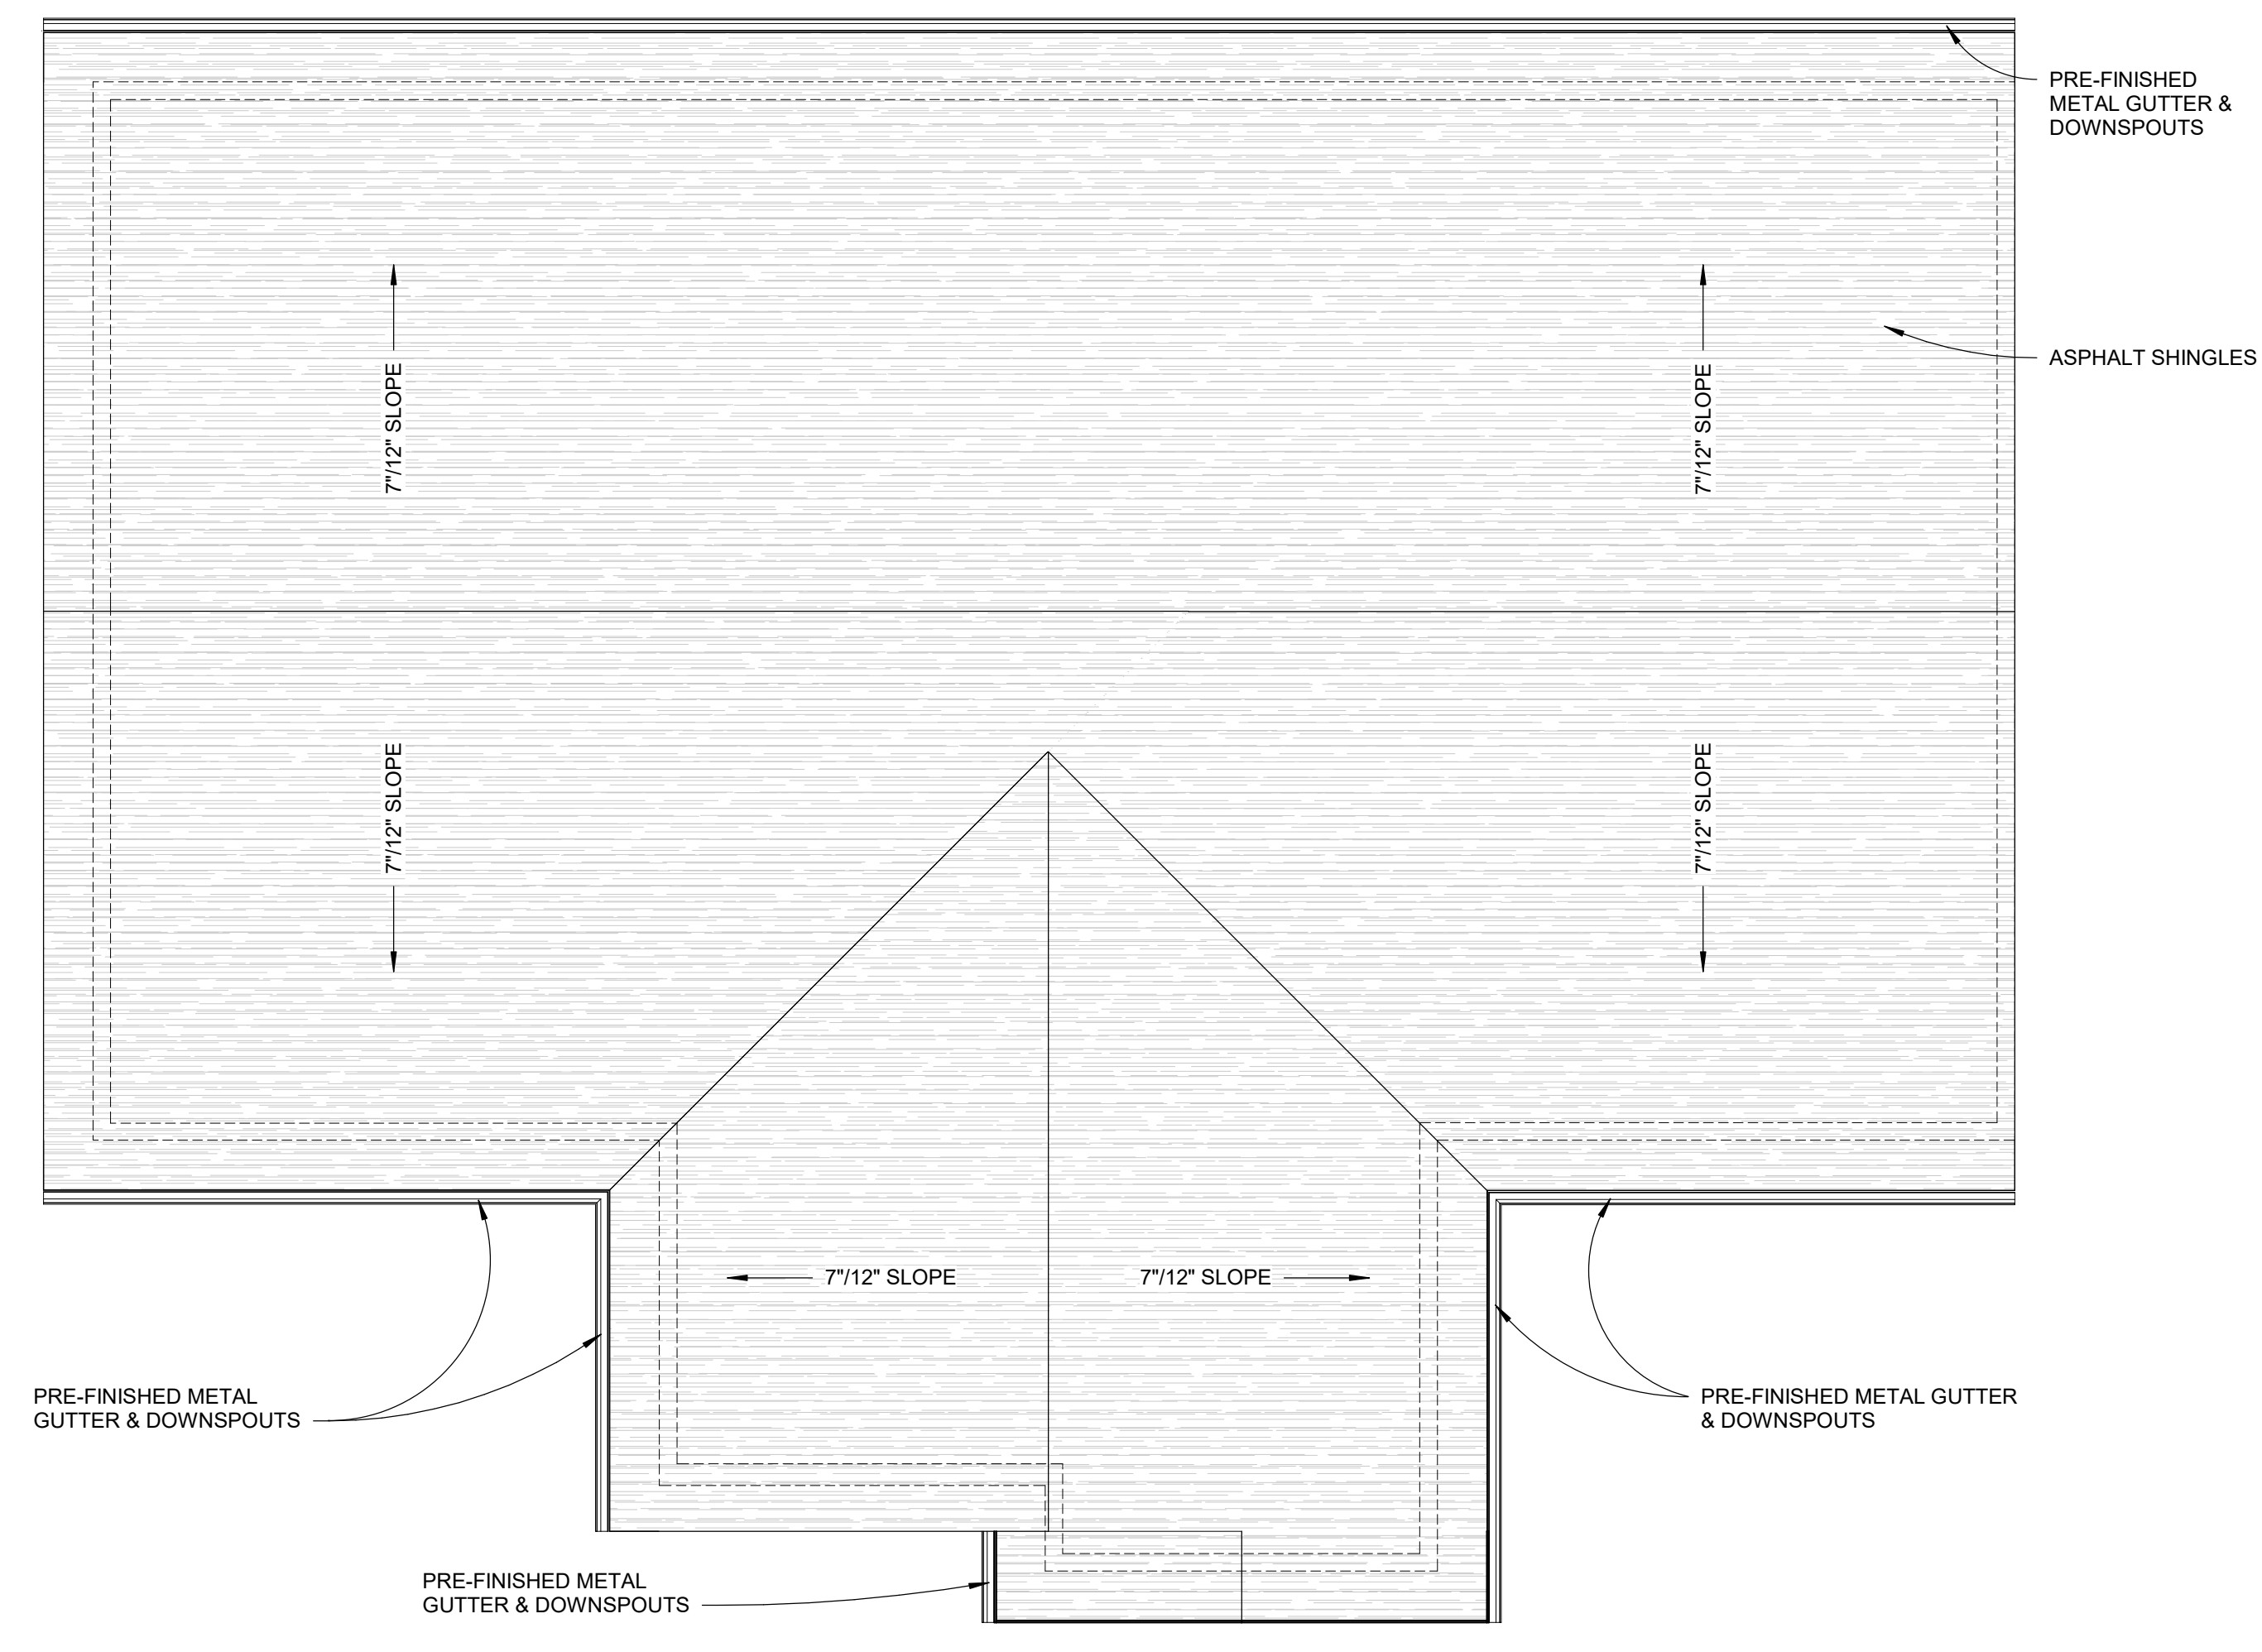 PRE-FINISHED
METAL GUTTER &
DOWNSPOUTS
ASPHALT SHINGLES
7"/12" SLOPE
7"/12" SLOPE
7"/12" SLOPE
7"/12" SLOPE
7"/12" SLOPE
7"/12" SLOPE
PRE-FINISHED METAL
GUTTER & DOWNSPOUTS
PRE-FINISHED METAL GUTTER
& DOWNSPOUTS
PRE-FINISHED METAL
GUTTER & DOWNSPOUTS